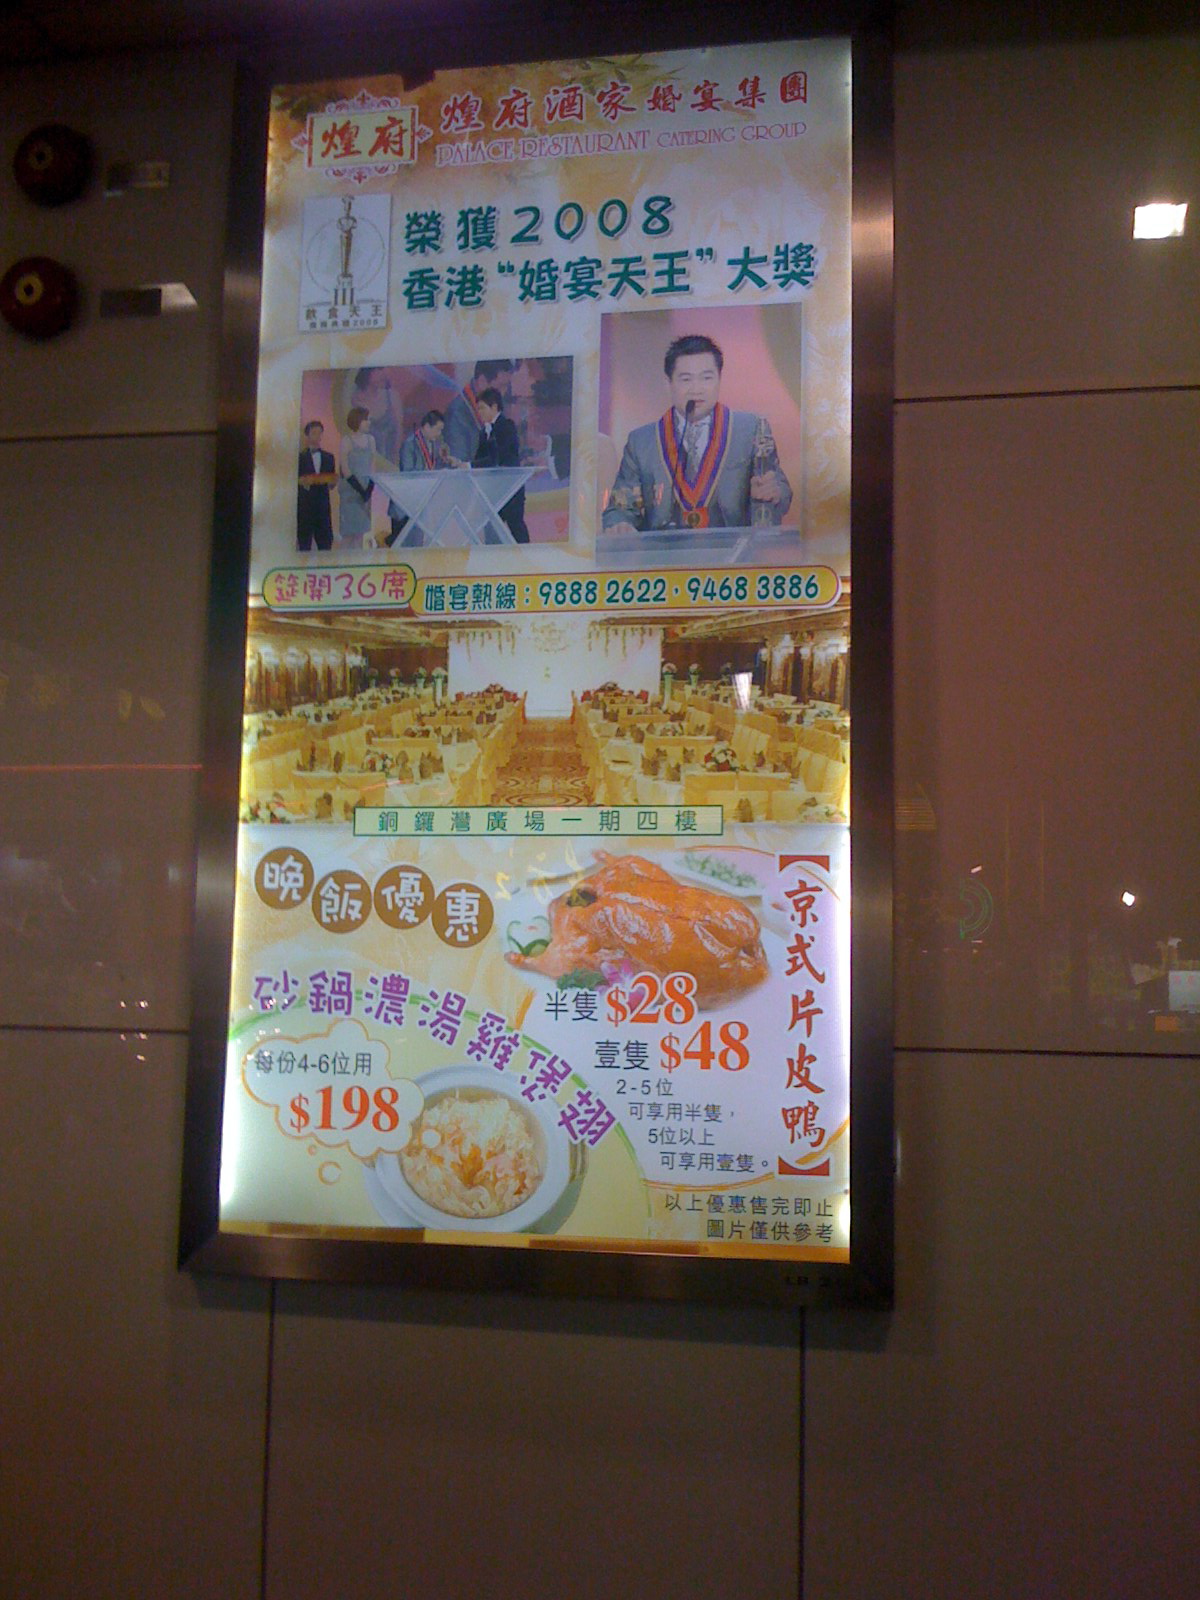 煌府
煌府酒家婚宴集團
PALACE RESTAURANT CATERING GROUP
榮獲2008
香港“婚宴天王”大獎
飲食天王
筵開36席
婚宴熱線：9888 2622・9468 3886
銅鑼灣廣場一期四樓
晚飯優惠
砂鍋濃湯雞煲翅
每份4-6位用
$198
【京式片皮鴨】
半隻 $28
壹隻 $48
2-5位
可享用半隻，
5位以上
可享用壹隻。
以上優惠售完即止
圖片僅供參考